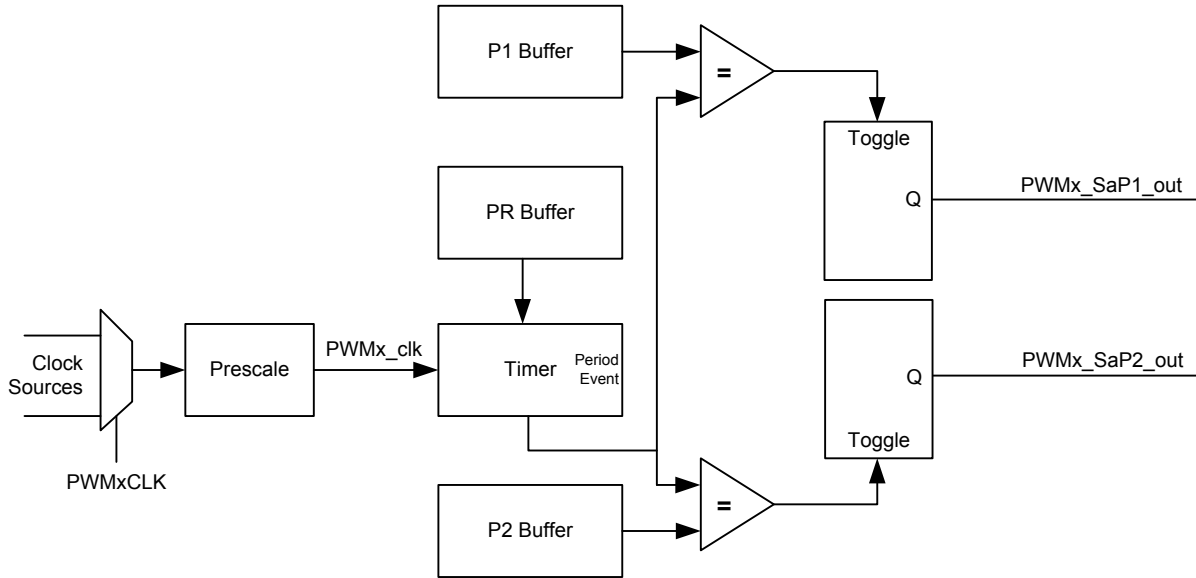 P1 Buffer
=
Toggle
Q
PWMx_SaP1_out
PR Buffer
Clock
Sources
PWMxCLK
Prescale
PWMx_clk
Timer
Period
Event
Q
Toggle
PWMx_SaP2_out
P2 Buffer
=